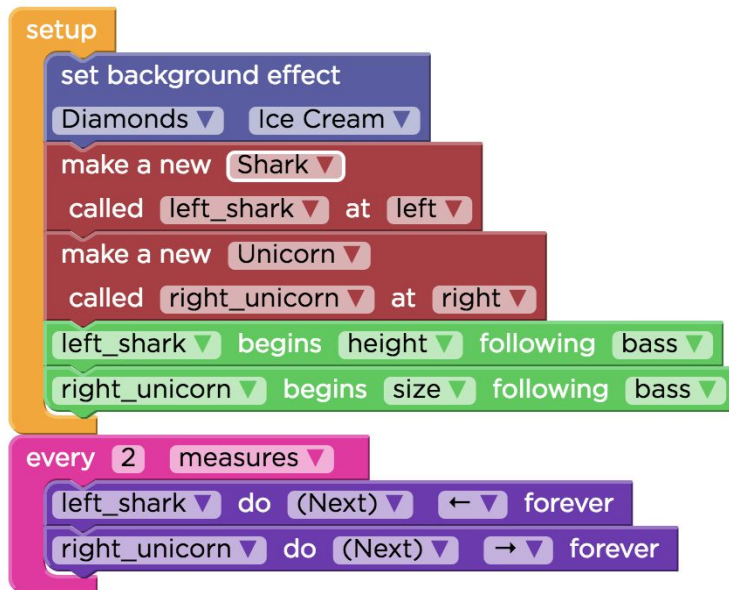 setup
set background effect
Diamonds ▼ Ice Cream ▼
make a new Shark ▼
called left_shark ▼ at left ▼
make a new Unicorn ▼
called right_unicorn ▼ at right ▼
left_shark ▼ begins height ▼ following bass ▼
right_unicorn ▼ begins size ▼ following bass ▼
every 2 measures ▼
left_shark ▼ do (Next) ▼ ← ▼ forever
right_unicorn ▼ do (Next) ▼ → ▼ forever